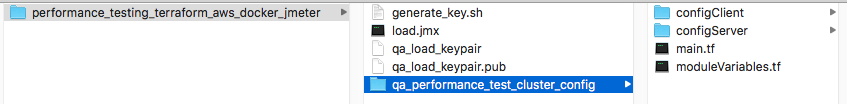 performance_testing_terraform_aws_docker_jmeter
generate_key.sh
load.jmx
qa_load_keypair
qa_load_keypair.pub
qa_performance_test_cluster_config
configClient
configServer
main.tf
moduleVariables.tf